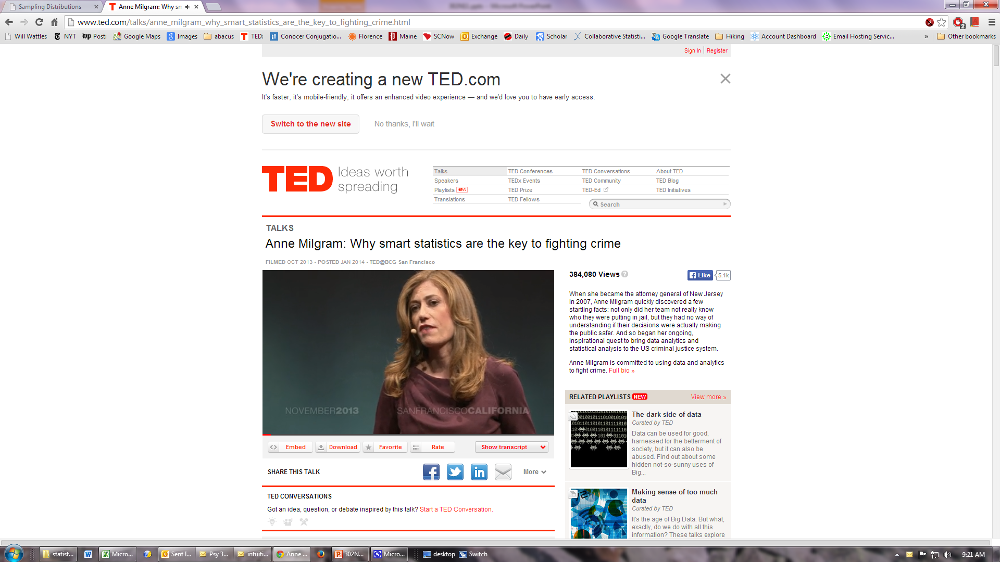 Sampling Distributions
Anne Milgram: Why sm
www.ted.com/talks/anne_milgram_why_smart_statistics_are_the_key_to_fighting_crime.html
2
Will Wattles NYT Post: Google Maps Images abacus TED: Conocer Conjugatio... Florence Maine SCNow Exchange Daily Scholar Collaborative Statisti... Google Translate Hiking Account Dashboard Email Hosting Servic... » Other bookmarks
Sign In | Register
We're creating a new TED.com
It's faster, it's mobile-friendly, it offers an enhanced video experience — and we'd love you to have early access.
Switch to the new site No thanks, I'll wait
TED Ideas worth
spreading
Talks TED Conferences TED Conversations About TED
Speakers TEDx Events TED Community TED Blog
Playlists NEW TED Prize TED-Ed TED Initiatives
Translations TED Fellows
Search
TALKS
Anne Milgram: Why smart statistics are the key to fighting crime
FILMED OCT 2013 • POSTED JAN 2014 • TED@BCG San Francisco
NOVEMBER2013 SANFRANCISCOCALIFORNIA
Embed Download Favorite Rate Show transcript
SHARE THIS TALK More
TED CONVERSATIONS
Got an idea, question, or debate inspired by this talk? Start a TED Conversation.
384,080 Views ? Like 5.1k
When she became the attorney general of New Jersey
in 2007, Anne Milgram quickly discovered a few
startling facts: not only did her team not really know
who they were putting in jail, but they had no way of
understanding if their decisions were actually making
the public safer. And so began her ongoing,
inspirational quest to bring data analytics and
statistical analysis to the US criminal justice system.
Anne Milgram is committed to using data and analytics
to fight crime. Full bio »
RELATED PLAYLISTS NEW View more »
The dark side of data
Curated by TED
Data can be used for good,
harnessed for the betterment of
society, but it can also be
abused. Find out about some
hidden not-so-sunny uses of
Big...
Making sense of too much
data
Curated by TED
It's the age of Big Data. But what,
exactly, do we do with all this
information? These talks explore
statist... Micro... Sent I... Psy 3... intuiti... Anne ... 302N... Micro... desktop Switch 9:21 AM